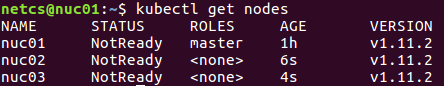 netcs@nuc01:~$ kubectl get nodes
NAME STATUS ROLES AGE VERSION
nuc01 NotReady master 1h v1.11.2
nuc02 NotReady <none> 6s v1.11.2
nuc03 NotReady <none> 4s v1.11.2